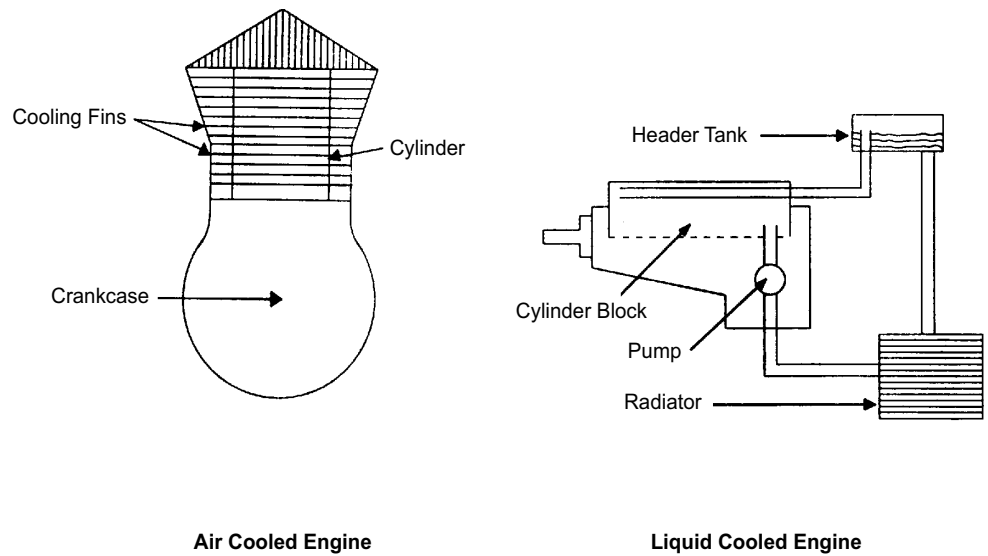 Cooling Fins
Cylinder
Crankcase
Air Cooled Engine
Header Tank
Cylinder Block
Pump
Radiator
Liquid Cooled Engine